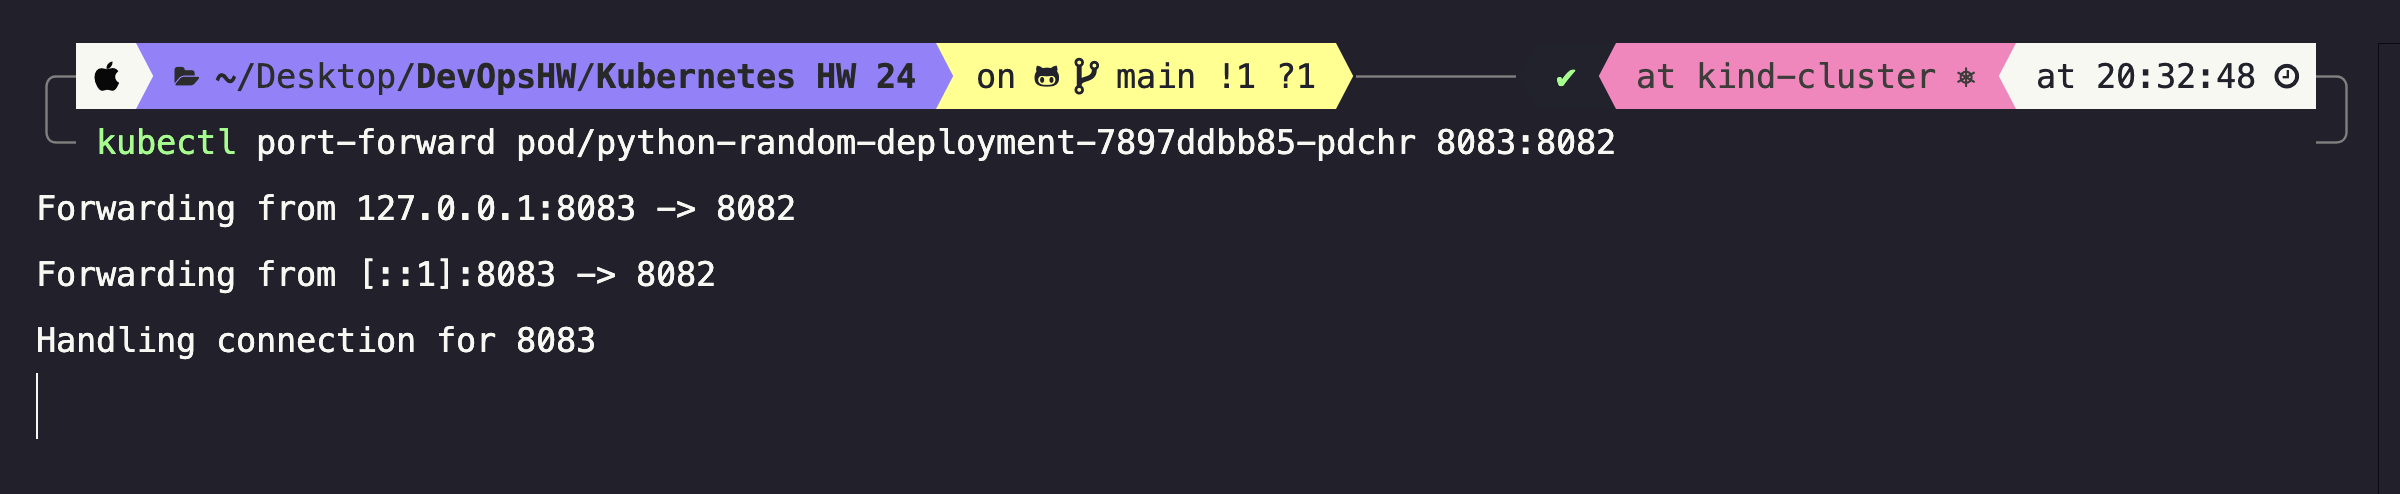 ~/Desktop/DevOpsHW/Kubernetes HW 24 on main !1 ?1 ✔ at kind-cluster ⎈ at 20:32:48
kubectl port-forward pod/python-random-deployment-7897ddbb85-pdchr 8083:8082
Forwarding from 127.0.0.1:8083 -> 8082
Forwarding from [::1]:8083 -> 8082
Handling connection for 8083